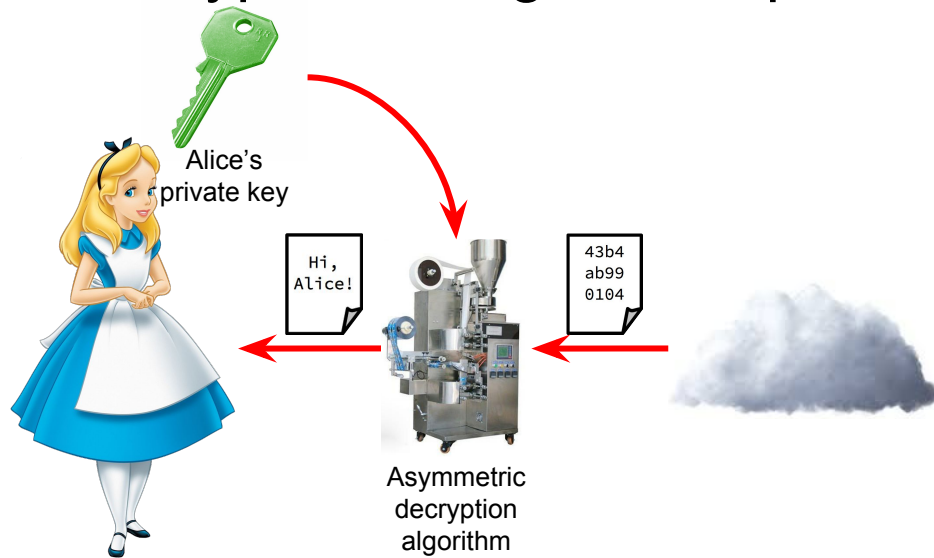 Alice's
private key
Hi,
Alice!
43b4
ab99
0104
Asymmetric
decryption
algorithm